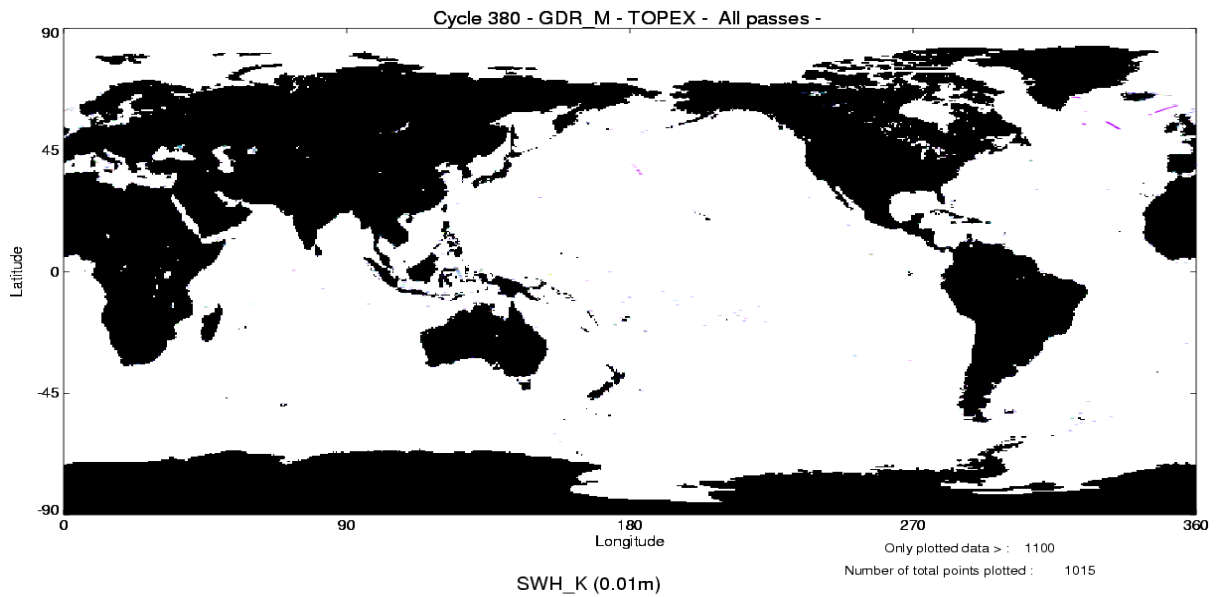 Cycle 380 - GDR_M - TOPEX - All passes -
90
45
0
-45
-90
Latitude
0 90 180 270 360
Longitude
Only plotted data > : 1100
Number of total points plotted : 1015
SWH_K (0.01m)